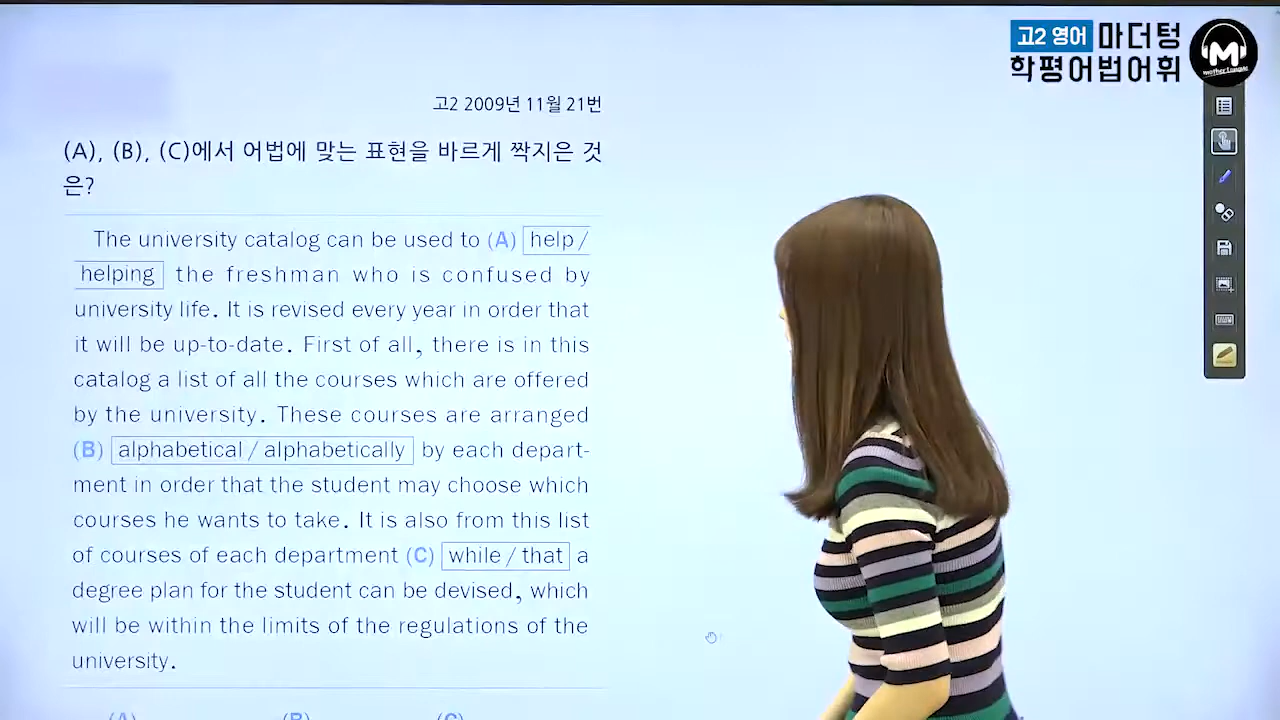 고2 영어 마더텅
학평어법어휘
M
mother Tongue
고2 2009년 11월 21번
(A), (B), (C)에서 어법에 맞는 표현을 바르게 짝지은 것
은?
The university catalog can be used to (A) help /
helping the freshman who is confused by
university life. It is revised every year in order that
it will be up-to-date. First of all, there is in this
catalog a list of all the courses which are offered
by the university. These courses are arranged
(B) alphabetical / alphabetically by each depart-
ment in order that the student may choose which
courses he wants to take. It is also from this list
of courses of each department (C) while / that a
degree plan for the student can be devised, which
will be within the limits of the regulations of the
university.
(A) (B) (C)